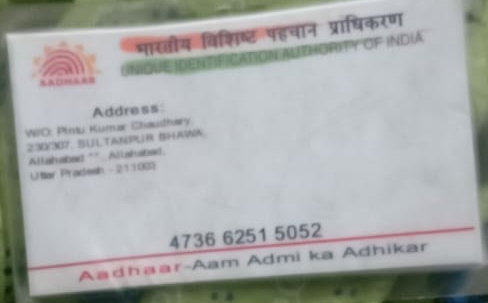 भारतीय विशिष्ट पहचान प्राधिकरण
UNIQUE IDENTIFICATION AUTHORITY OF INDIA
AADHAAR
Address:
W/O: Pintu Kumar Chaudhary,
230/307, SULTANPUR BHAWA,
Allahabad "", Allahabad,
Utter Pradesh - 211003
4736 6251 5052
Aadhaar-Aam Admi ka Adhikar